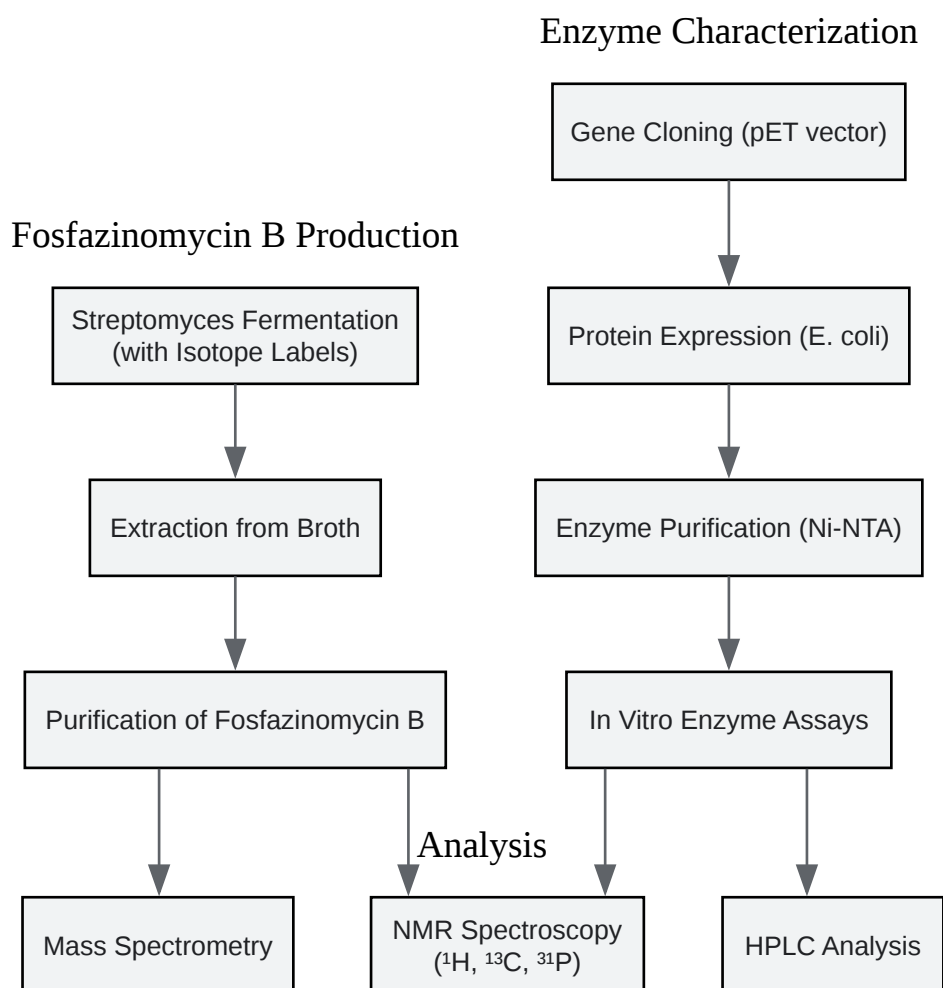 Enzyme Characterization
Gene Cloning (pET vector)
Fosfazinomycin B Production
Streptomyces Fermentation
(with Isotope Labels)
Protein Expression (E. coli)
Extraction from Broth
Enzyme Purification (Ni-NTA)
Purification of Fosfazinomycin B
In Vitro Enzyme Assays
Analysis
Mass Spectrometry
NMR Spectroscopy
(¹H, ¹³C, ³¹P)
HPLC Analysis